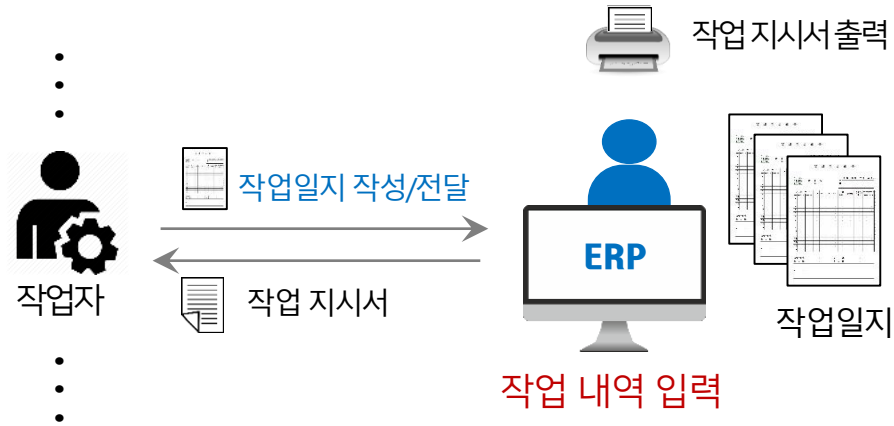 작업 지시서 출력
작업일지 작성/전달
ERP
작업자
작업 지시서
작업일지
작업 내역 입력